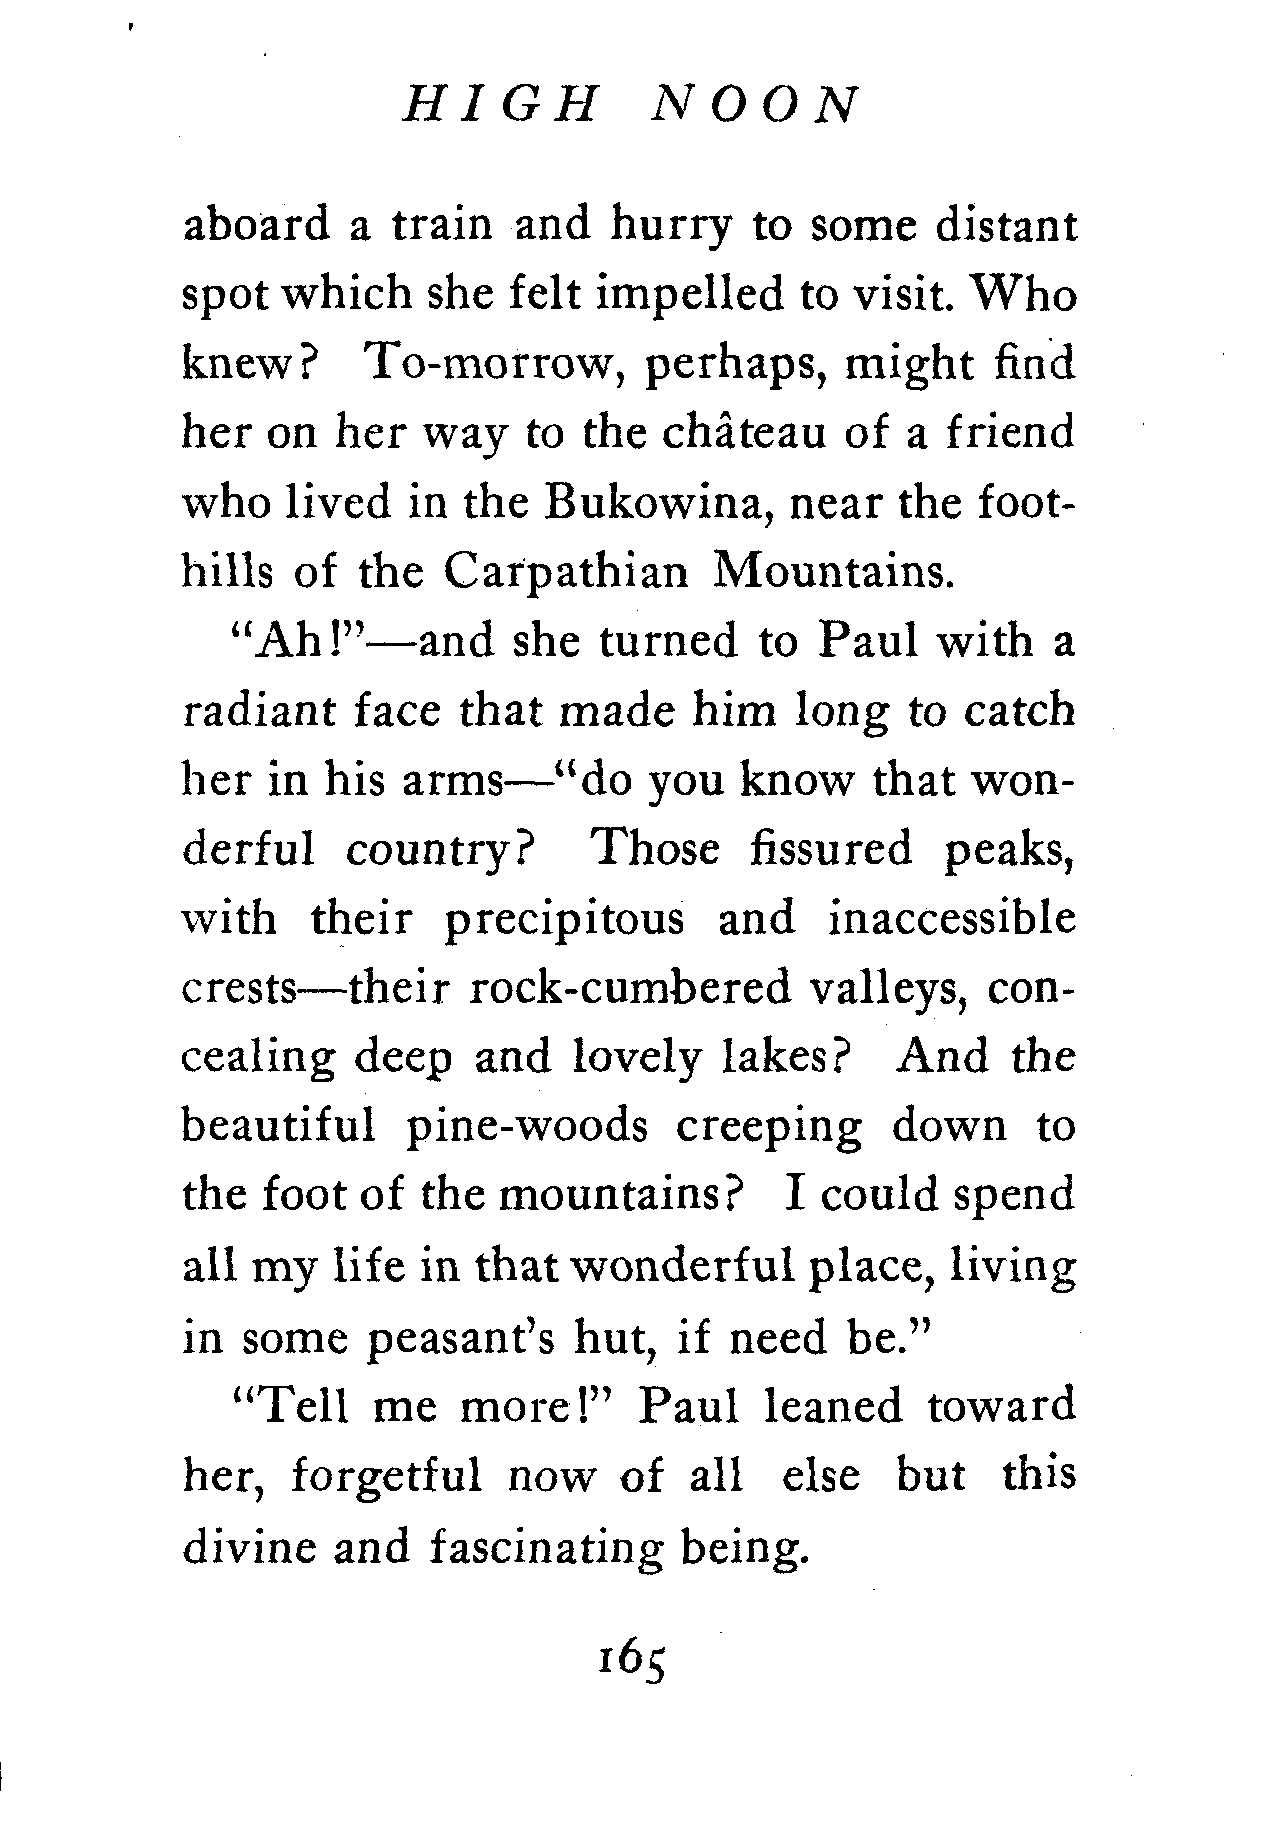 HIGH NOON
aboard a train and hurry to some distant
spot which she felt impelled to visit. Who
knew? To-morrow, perhaps, might find
her on her way to the château of a friend
who lived in the Bukowina, near the foot-
hills of the Carpathian Mountains.
"Ah!"—and she turned to Paul with a
radiant face that made him long to catch
her in his arms—"do you know that won-
derful country? Those fissured peaks,
with their precipitous and inaccessible
crests—their rock-cumbered valleys, con-
cealing deep and lovely lakes? And the
beautiful pine-woods creeping down to
the foot of the mountains? I could spend
all my life in that wonderful place, living
in some peasant's hut, if need be."
"Tell me more!" Paul leaned toward
her, forgetful now of all else but this
divine and fascinating being.
165